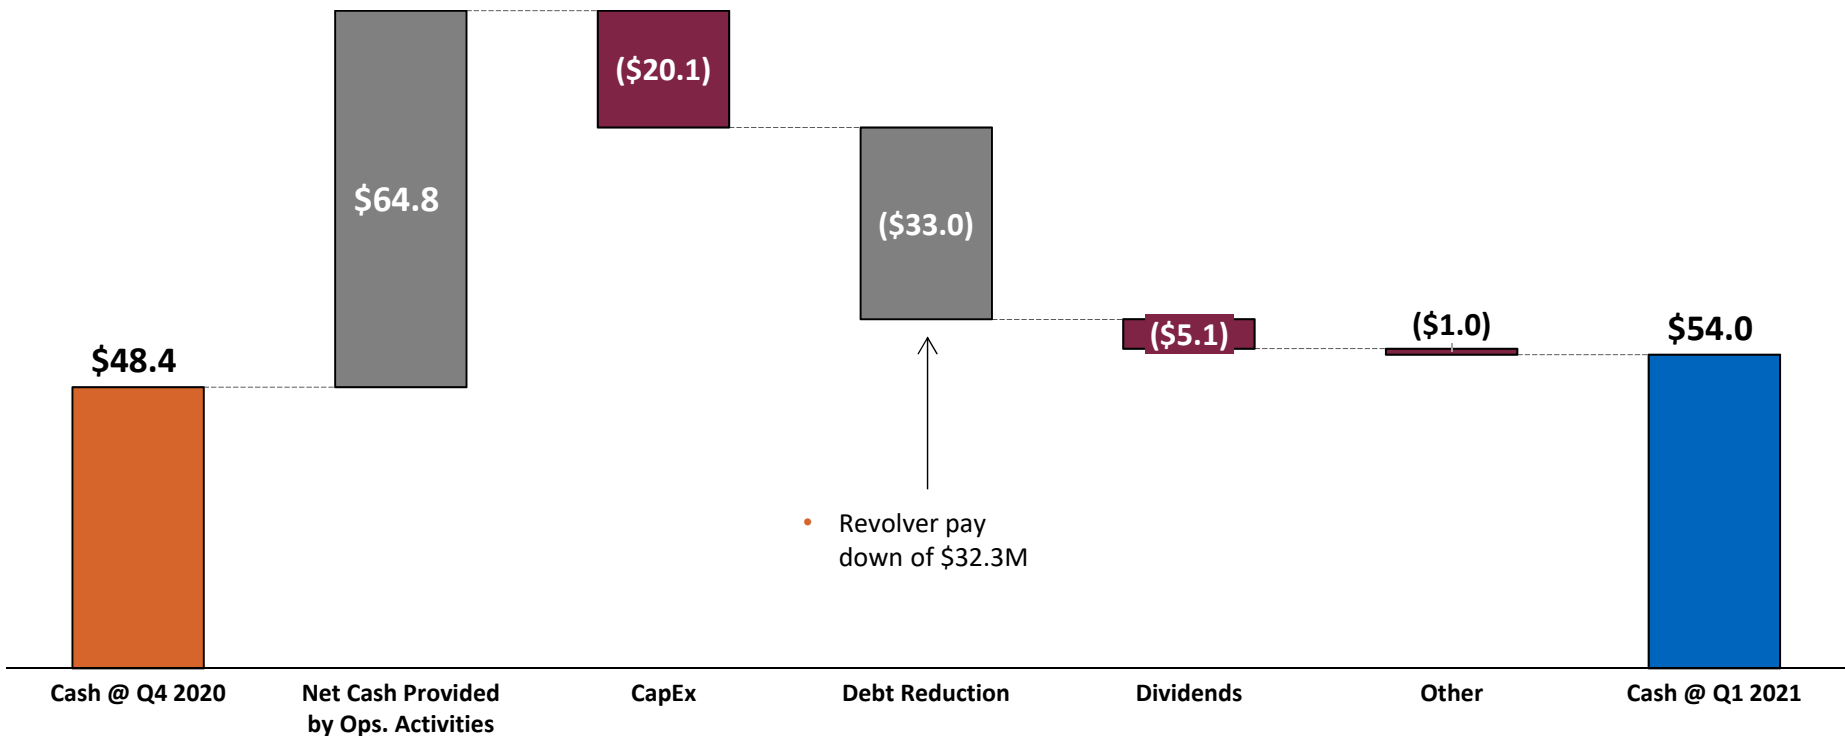 ($20.1)
$64.8
($33.0)
($1.0)
$54.0
($5.1)
$48.4
• Revolver pay
down of $32.3M
Cash @ Q4 2020
Net Cash Provided
by Ops. Activities
CapEx
Debt Reduction
Dividends
Other
Cash @ Q1 2021